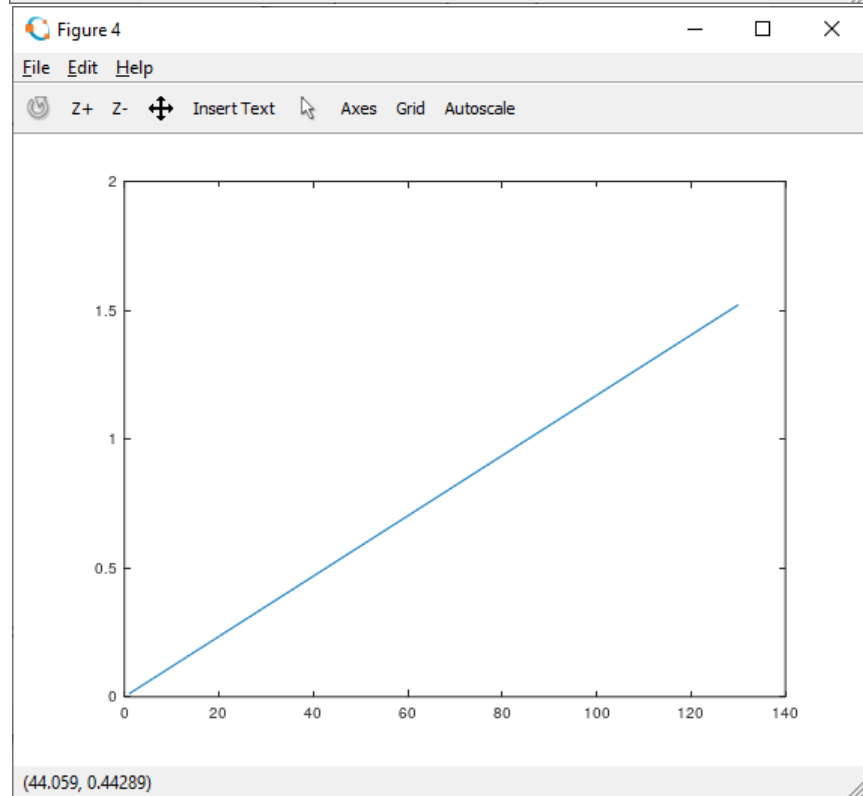 Figure 4
File Edit Help
Z+ Z- Insert Text Axes Grid Autoscale
2
1.5
1
0.5
0
0 20 40 60 80 100 120 140
(44.059, 0.44289)